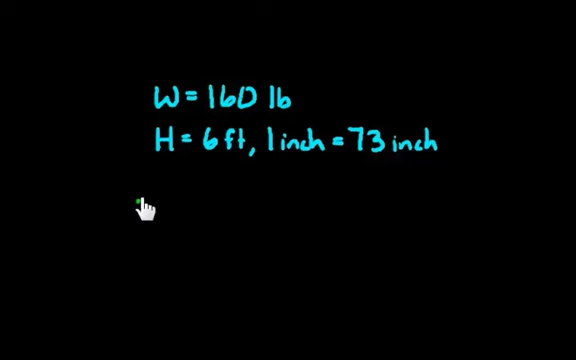 W = 160 lb
H = 6 ft, 1 inch = 73 inch